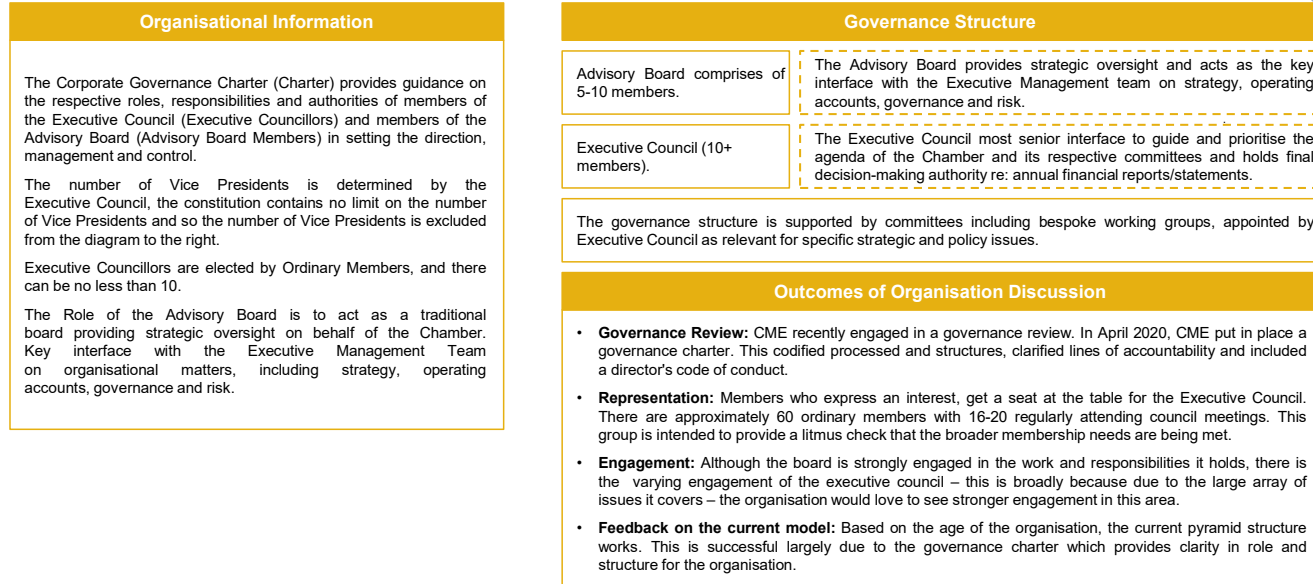 Organisational Information
The Corporate Governance Charter (Charter) provides guidance on
the respective roles, responsibilities and authorities of members of
the Executive Council (Executive Councillors) and members of the
Advisory Board (Advisory Board Members) in setting the direction,
management and control.
The number of Vice Presidents is determined by the
Executive Council, the constitution contains no limit on the number
of Vice Presidents and so the number of Vice Presidents is excluded
from the diagram to the right.
Executive Councillors are elected by Ordinary Members, and there
can be no less than 10.
The Role of the Advisory Board is to act as a traditional
board providing strategic oversight on behalf of the Chamber.
Key interface with the Executive Management Team
on organisational matters, including strategy, operating
accounts, governance and risk.
Governance Structure
Advisory Board comprises of
5-10 members.
The Advisory Board provides strategic oversight and acts as the key
interface with the Executive Management team on strategy, operating
accounts, governance and risk.
Executive Council (10+
members).
The Executive Council most senior interface to guide and prioritise the
agenda of the Chamber and its respective committees and holds final
decision-making authority re: annual financial reports/statements.
The governance structure is supported by committees including bespoke working groups, appointed by
Executive Council as relevant for specific strategic and policy issues.
Outcomes of Organisation Discussion
• Governance Review: CME recently engaged in a governance review. In April 2020, CME put in place a
governance charter. This codified processed and structures, clarified lines of accountability and included
a director's code of conduct.
• Representation: Members who express an interest, get a seat at the table for the Executive Council.
There are approximately 60 ordinary members with 16-20 regularly attending council meetings. This
group is intended to provide a litmus check that the broader membership needs are being met.
• Engagement: Although the board is strongly engaged in the work and responsibilities it holds, there is
the varying engagement of the executive council – this is broadly because due to the large array of
issues it covers – the organisation would love to see stronger engagement in this area.
• Feedback on the current model: Based on the age of the organisation, the current pyramid structure
works. This is successful largely due to the governance charter which provides clarity in role and
structure for the organisation.